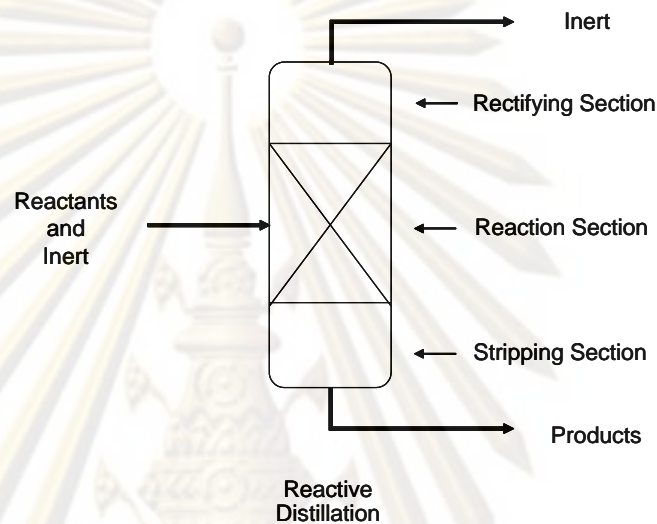 Inert
Rectifying Section
Reactants
and
Inert
Reaction Section
Stripping Section
Products
Reactive
Distillation